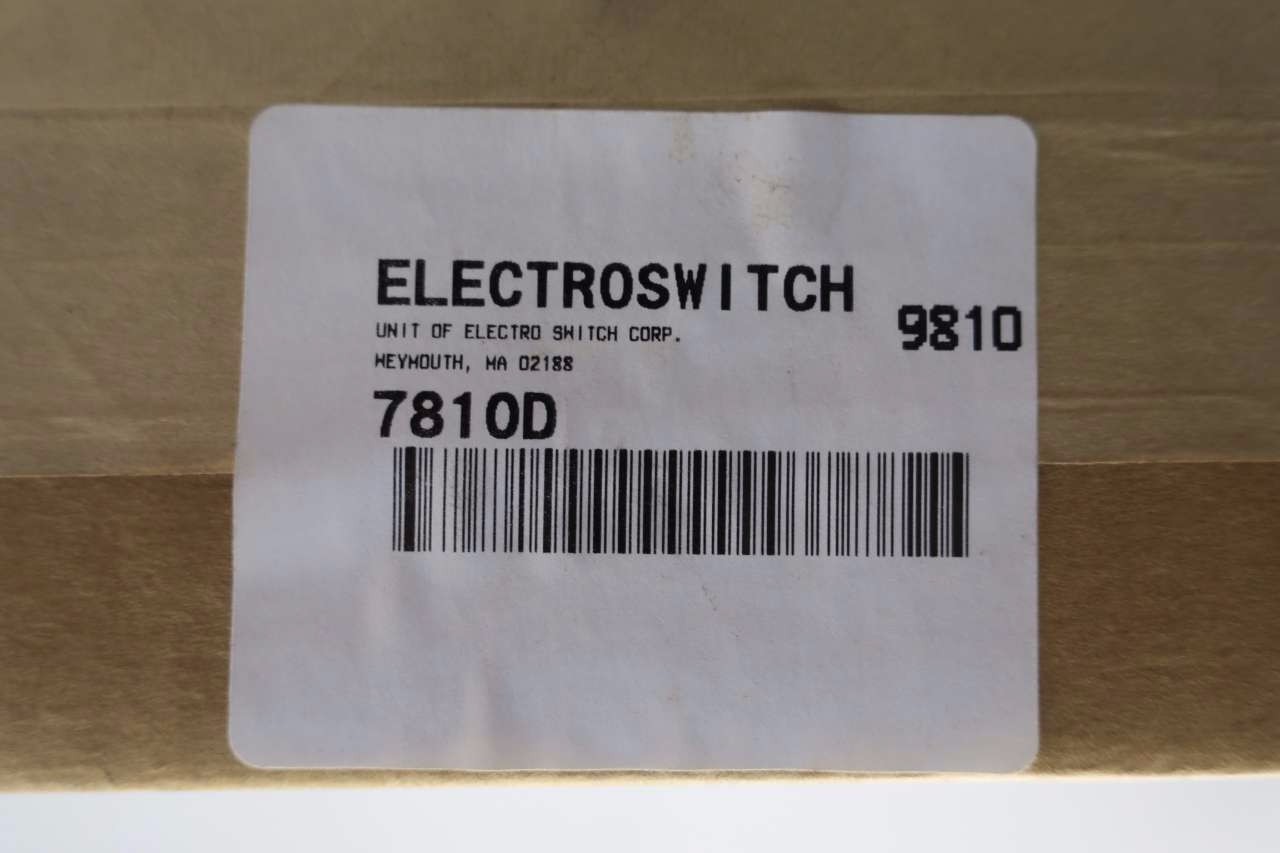 ELECTROSWITCH
UNIT OF ELECTRO SWITCH CORP.
9810
WEYMOUTH, MA 02188
7810D